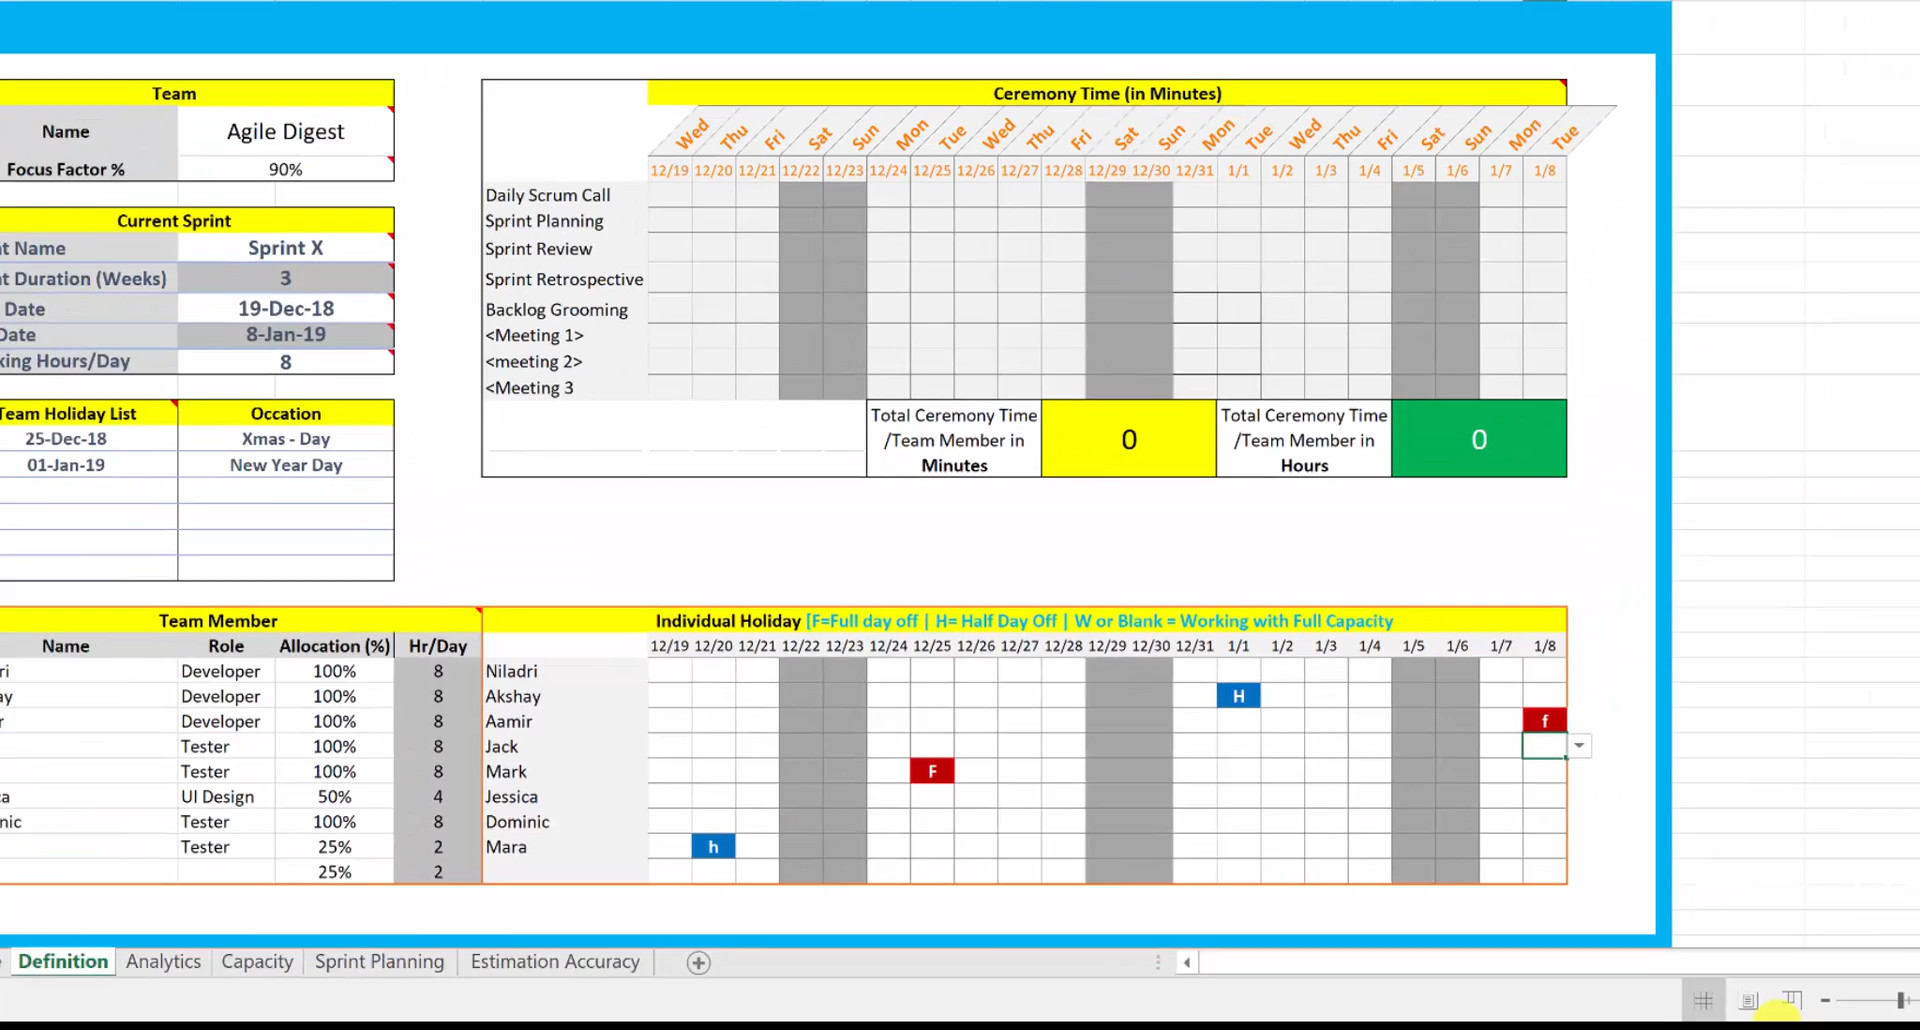 Team
Name Agile Digest
Focus Factor % 90%
Current Sprint
nt Name Sprint X
nt Duration (Weeks) 3
Date 19-Dec-18
Date 8-Jan-19
king Hours/Day 8
Team Holiday List Occation
25-Dec-18 Xmas - Day
01-Jan-19 New Year Day
Ceremony Time (in Minutes)
Wed Thu Fri Sat Sun Mon Tue Wed Thu Fri Sat Sun Mon Tue Wed Thu Fri Sat Sun Mon Tue
12/19 12/20 12/21 12/22 12/23 12/24 12/25 12/26 12/27 12/28 12/29 12/30 12/31 1/1 1/2 1/3 1/4 1/5 1/6 1/7 1/8
Daily Scrum Call
Sprint Planning
Sprint Review
Sprint Retrospective
Backlog Grooming
<Meeting 1>
<meeting 2>
<Meeting 3
Total Ceremony Time
/Team Member in
Minutes
0
Total Ceremony Time
/Team Member in
Hours
0
Team Member
Name Role Allocation (%) Hr/Day
ri Developer 100% 8
ay Developer 100% 8
r Developer 100% 8
Tester 100% 8
Tester 100% 8
ca UI Design 50% 4
nic Tester 100% 8
Tester 25% 2
25% 2
Individual Holiday [F=Full day off | H= Half Day Off | W or Blank = Working with Full Capacity
12/19 12/20 12/21 12/22 12/23 12/24 12/25 12/26 12/27 12/28 12/29 12/30 12/31 1/1 1/2 1/3 1/4 1/5 1/6 1/7 1/8
Niladri
Akshay H
Aamir f
Jack
Mark F
Jessica
Dominic
Mara h
Definition Analytics Capacity Sprint Planning Estimation Accuracy